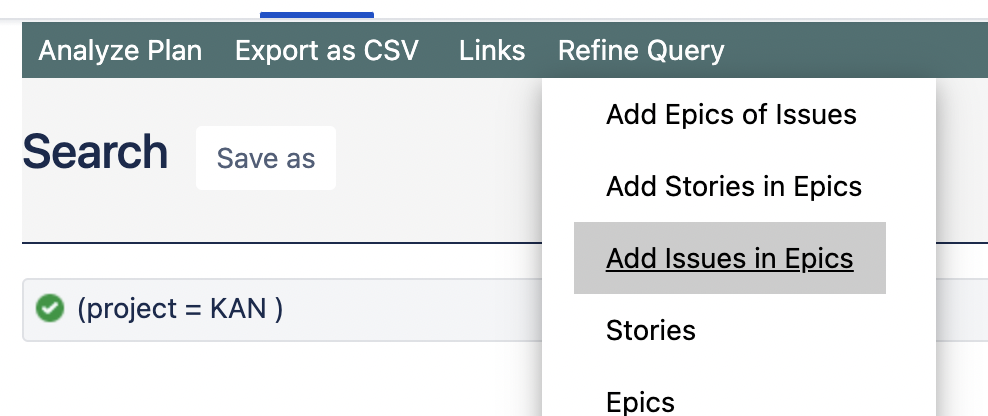 Analyze Plan Export as CSV Links Refine Query
Search Save as
(project = KAN )
Add Epics of Issues
Add Stories in Epics
Add Issues in Epics
Stories
Epics